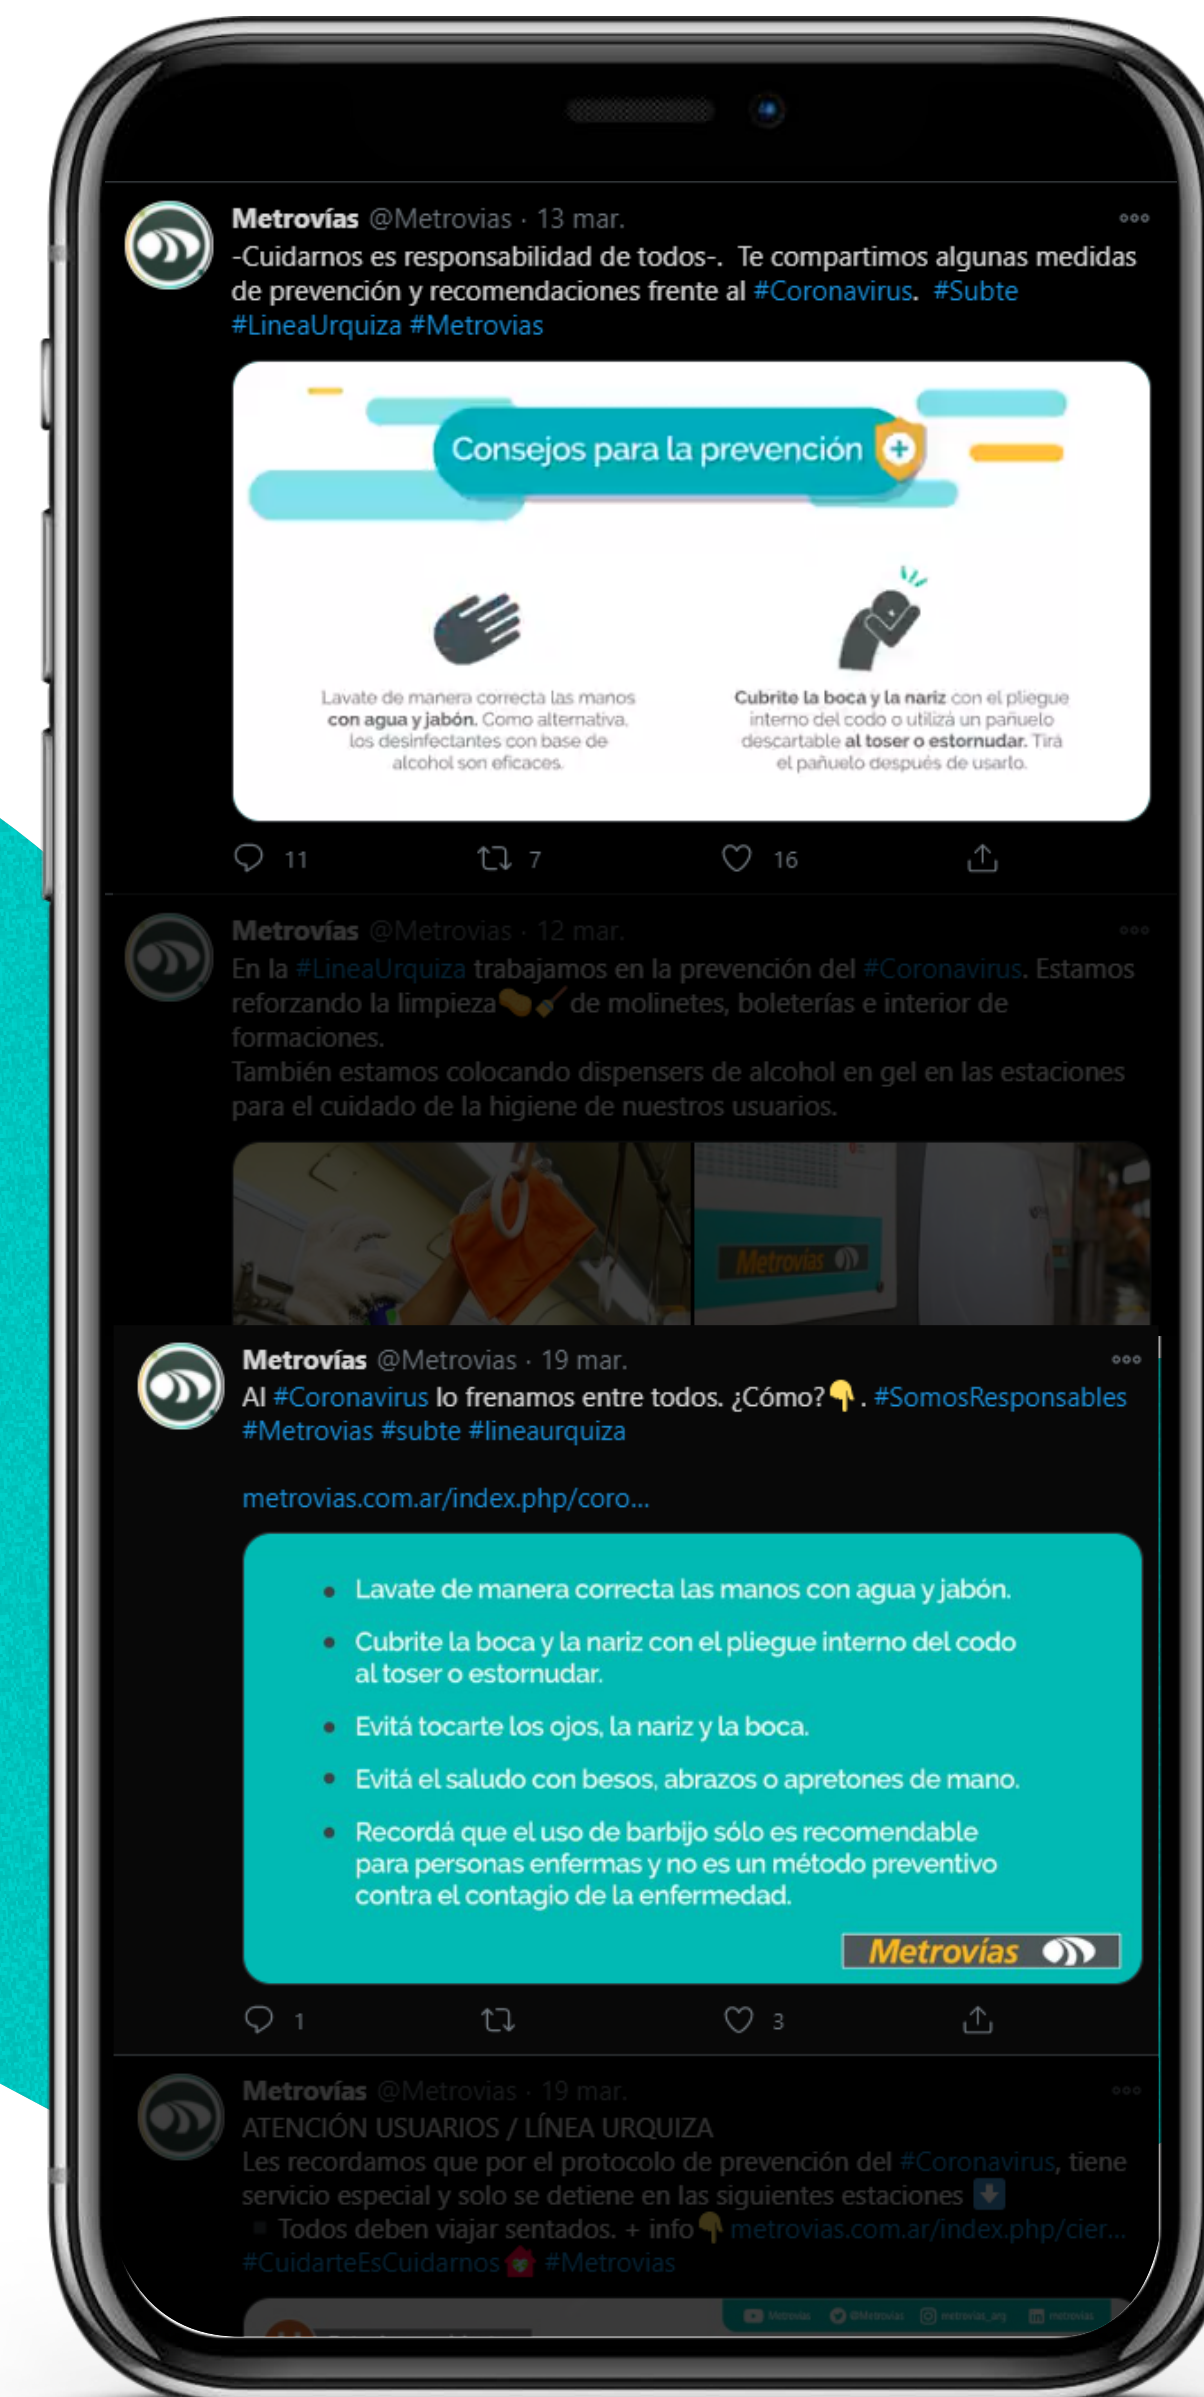 Metrovías @Metrovias · 13 mar.
-Cuidarnos es responsabilidad de todos-. Te compartimos algunas medidas
de prevención y recomendaciones frente al #Coronavirus. #Subte
#LineaUrquiza #Metrovias
Consejos para la prevención
Lavate de manera correcta las manos
con agua y jabón. Como alternativa,
los desinfectantes con base de
alcohol son eficaces.
Cubrite la boca y la nariz con el pliegue
interno del codo o utilizá un pañuelo
descartable al toser o estornudar. Tirá
el pañuelo después de usarlo.
11 7 16
Metrovías @Metrovias · 12 mar.
En la #LineaUrquiza trabajamos en la prevención del #Coronavirus. Estamos
reforzando la limpieza de molinetes, boleterías e interior de
formaciones.
También estamos colocando dispensers de alcohol en gel en las estaciones
para el cuidado de la higiene de nuestros usuarios.
Metrovías
Metrovías @Metrovias · 19 mar.
Al #Coronavirus lo frenamos entre todos. ¿Cómo? . #SomosResponsables
#Metrovias #subte #lineaurquiza
metrovias.com.ar/index.php/coro...
• Lavate de manera correcta las manos con agua y jabón.
• Cubrite la boca y la nariz con el pliegue interno del codo
al toser o estornudar.
• Evitá tocarte los ojos, la nariz y la boca.
• Evitá el saludo con besos, abrazos o apretones de mano.
• Recordá que el uso de barbijo sólo es recomendable
para personas enfermas y no es un método preventivo
contra el contagio de la enfermedad.
Metrovías
1 3
Metrovías @Metrovias · 19 mar.
ATENCIÓN USUARIOS / LÍNEA URQUIZA
Les recordamos que por el protocolo de prevención del #Coronavirus, tiene
servicio especial y solo se detiene en las siguientes estaciones
Todos deben viajar sentados. + info metrovias.com.ar/index.php/cier...
#CuidarteEsCuidarnos #Metrovias
Metrovías @Metrovias metrovias_arg metrovias